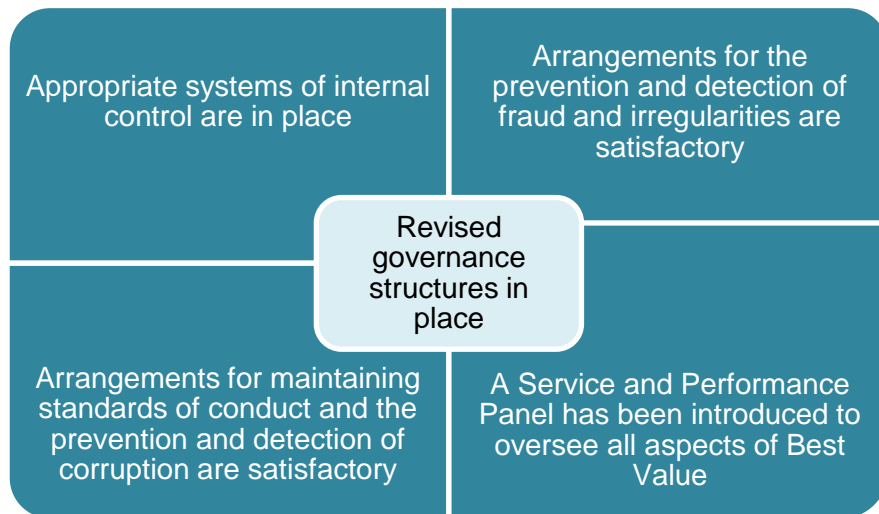 Appropriate systems of internal
control are in place
Arrangements for the
prevention and detection of
fraud and irregularities are
satisfactory
Revised
governance
structures in
place
Arrangements for maintaining
standards of conduct and the
prevention and detection of
corruption are satisfactory
A Service and Performance
Panel has been introduced to
oversee all aspects of Best
Value